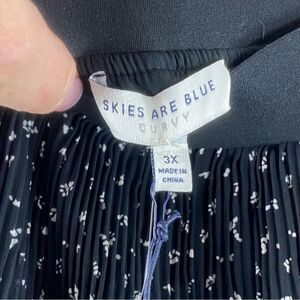 SKIES ARE BLUE
CURVY
3X
MADE IN
CHINA